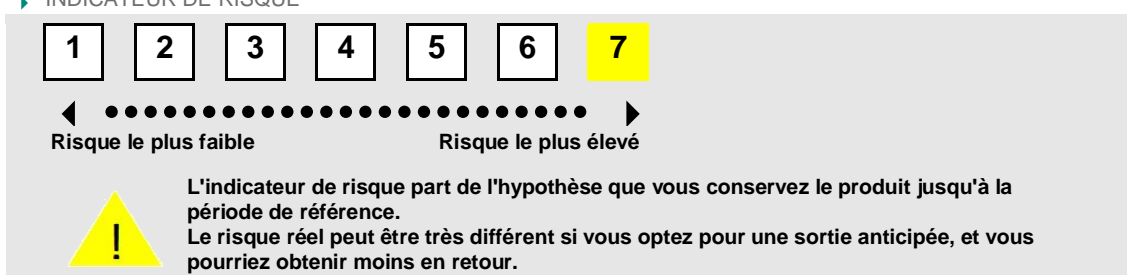 INDICATEUR DE RISQUE
1 2 3 4 5 6 7
Risque le plus faible Risque le plus élevé
L'indicateur de risque part de l'hypothèse que vous conservez le produit jusqu'à la
période de référence.
!
Le risque réel peut être très différent si vous optez pour une sortie anticipée, et vous
pourriez obtenir moins en retour.